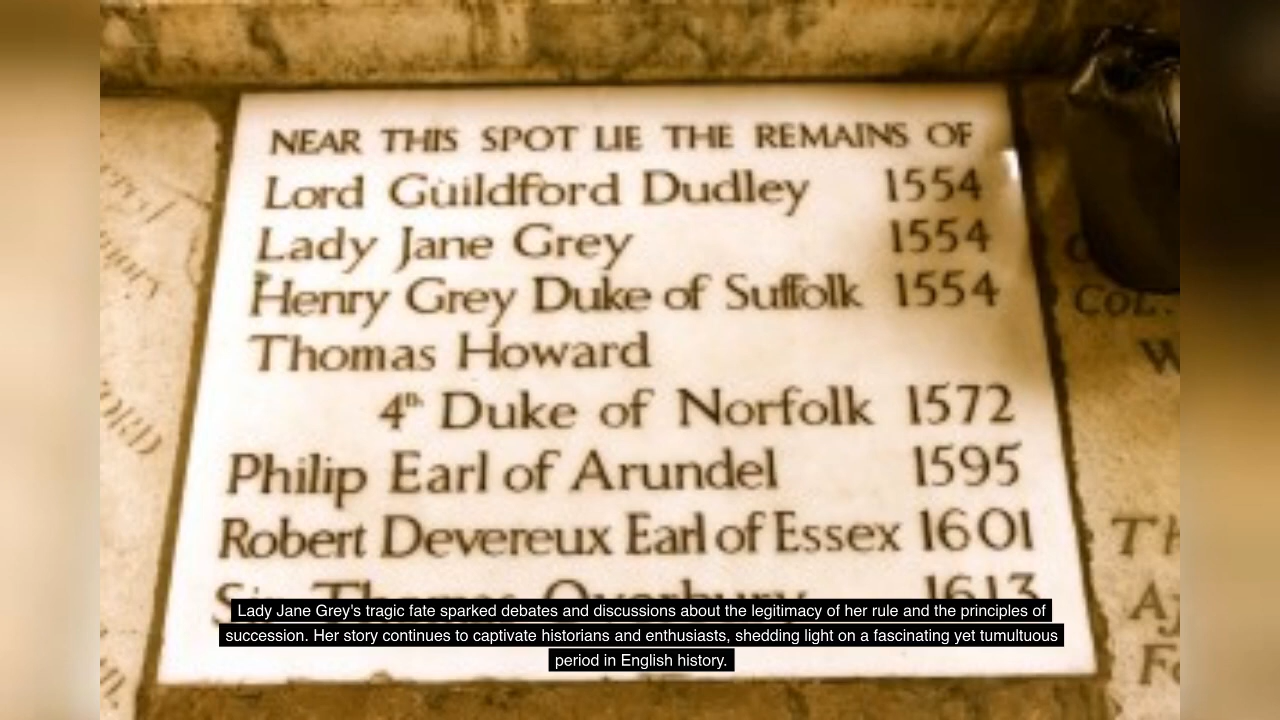 NEAR THIS SPOT LIE THE REMAINS OF
Lord Guildford Dudley 1554
Lady Jane Grey 1554
Henry Grey Duke of Suffolk 1554
Thomas Howard
4th Duke of Norfolk 1572
Philip Earl of Arundel 1595
Robert Devereux Earl of Essex 1601
Sir Thomas Overbury 1613
Lady Jane Grey's tragic fate sparked debates and discussions about the legitimacy of her rule and the principles of
succession. Her story continues to captivate historians and enthusiasts, shedding light on a fascinating yet tumultuous
period in English history.
COL.